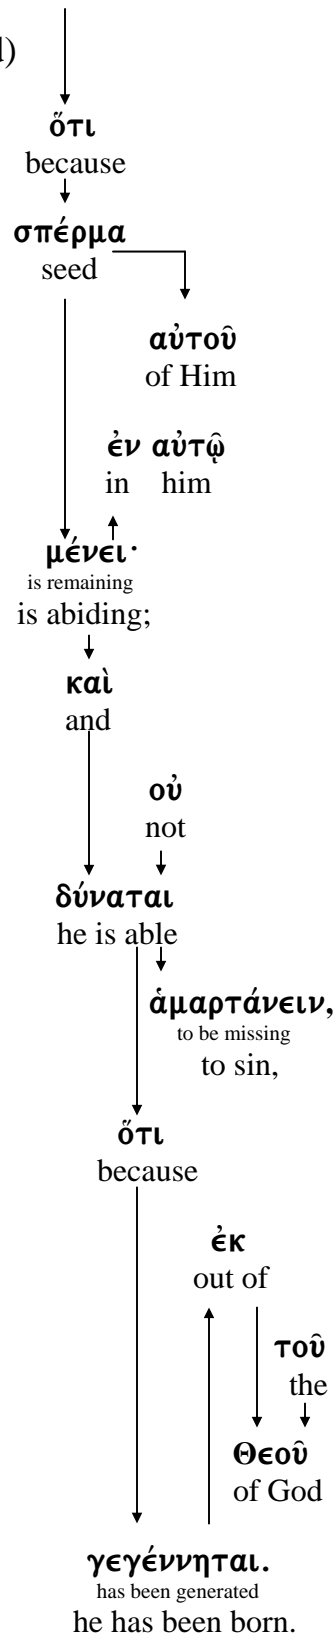 )
ὅτι
because
σπέρμα
seed
αὐτοῦ
of Him
ἐν αὐτῷ
in him
μένει·
is remaining
is abiding;
καὶ
and
οὐ
not
δύναται
he is able
ἁμαρτάνειν,
to be missing
to sin,
ὅτι
because
ἐκ
out of
τοῦ
the
Θεοῦ
of God
γεγέννηται.
has been generated
he has been born.